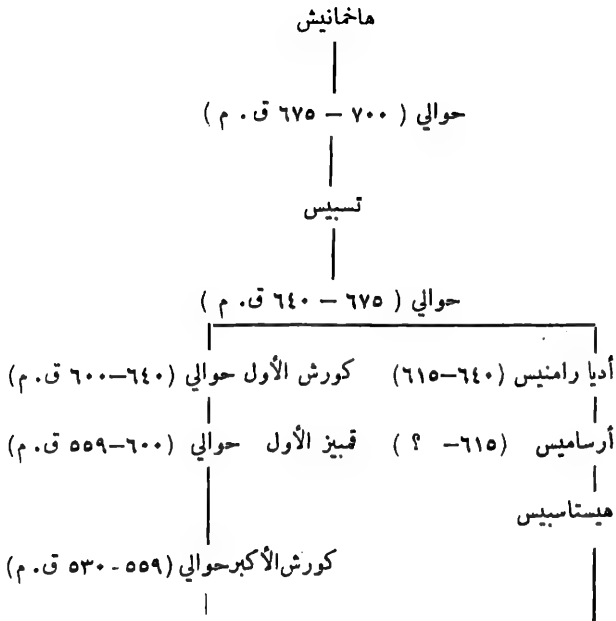 هاخمانيش
حوالي ( ٧٠٠ – ٦٧٥ ق. م )
تسبيس
حوالي ( ٦٧٥ – ٦٤٠ ق. م )
أديا رامنيس (٦٤٠–٦١٥) كورش الأول حوالي (٦٤٠–٦٠٠ ق. م)
أرساميس (٦١٥– ؟ ) قمبيز الأول حوالي (٦٠٠–٥٥٩ ق. م)
هيستاسبيس
كورش الأكبر حوالي (٥٥٩ - ٥٣٠ ق. م)